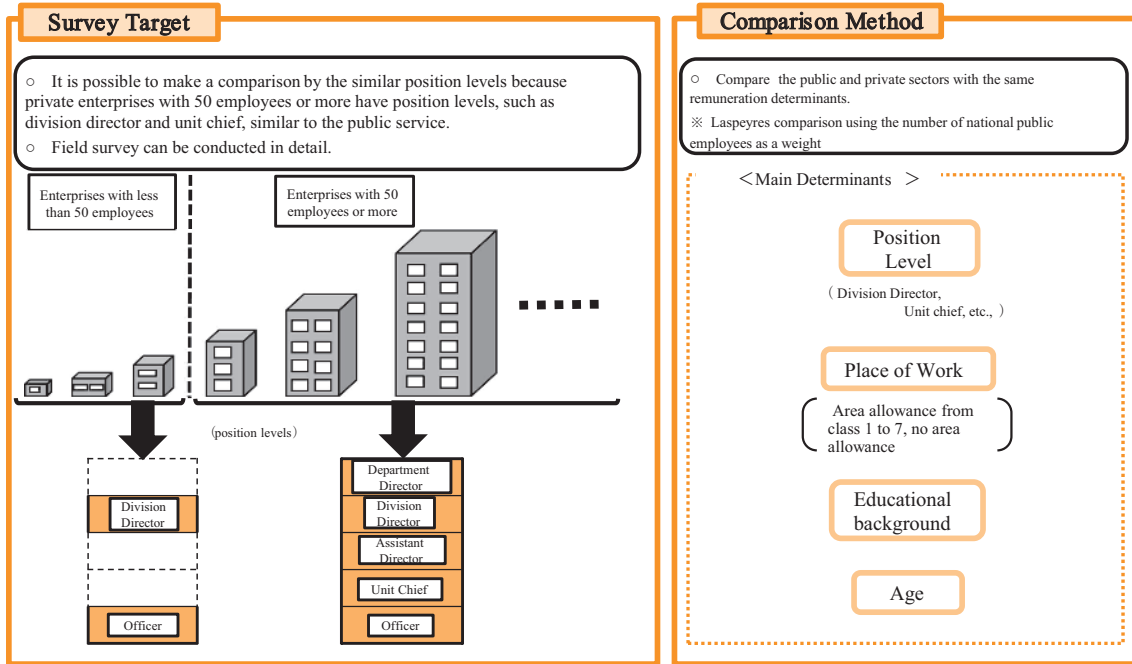 Survey Target
○ It is possible to make a comparison by the similar position levels because
private enterprises with 50 employees or more have position levels, such as
division director and unit chief, similar to the public service.
○ Field survey can be conducted in detail.
Enterprises with less
than 50 employees
Enterprises with 50
employees or more
(position levels)
Division
Director
Officer
Department
Director
Division
Director
Assistant
Director
Unit Chief
Officer
Comparison Method
○ Compare the public and private sectors with the same
remuneration determinants.
※ Laspeyres comparison using the number of national public
employees as a weight
<Main Determinants >
Position
Level
( Division Director,
Unit chief, etc., )
Place of Work
Area allowance from
class 1 to 7, no area
allowance
Educational
background
Age